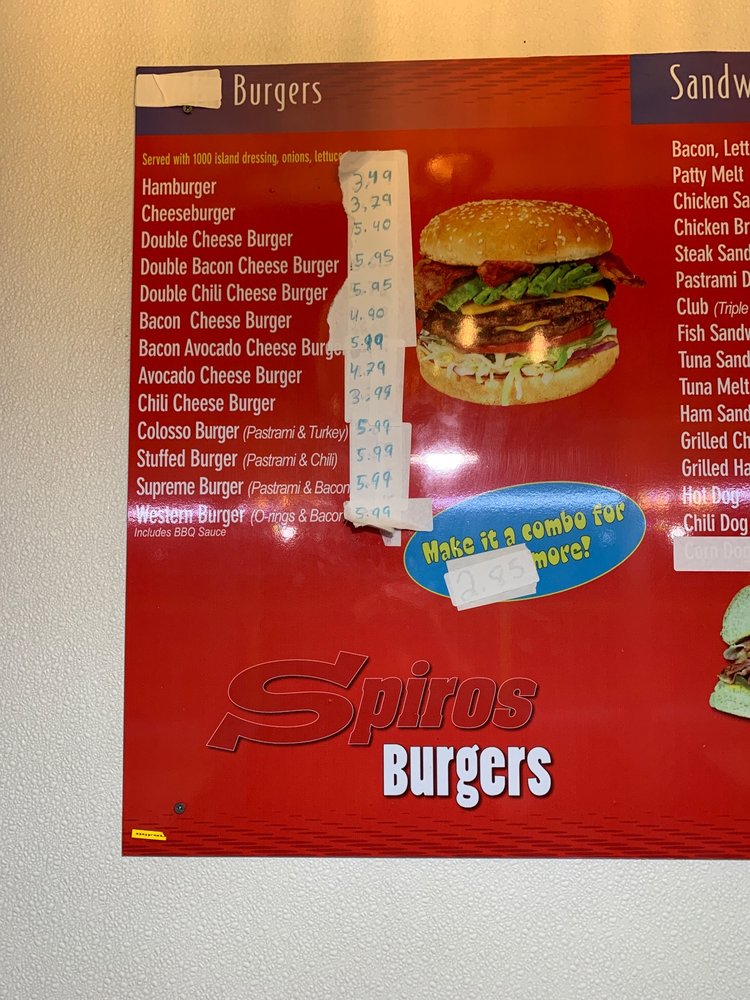 Burgers
Served with 1000 island dressing, onions, lettuce
Hamburger 3.49
Cheeseburger 3.79
Double Cheese Burger 5.40
Double Bacon Cheese Burger 5.95
Double Chili Cheese Burger 5.95
Bacon Cheese Burger 4.90
Bacon Avocado Cheese Burge 5.99
Avocado Cheese Burger 4.79
Chili Cheese Burger 3.99
Colosso Burger (Pastrami & Turkey) 5.99
Stuffed Burger (Pastrami & Chili) 5.99
Supreme Burger (Pastrami & Bacon 5.99
Western Burger (O-rings & Bacon 5.99
Includes BBQ Sauce
Make it a combo for
2.85 more!
Spiros
Burgers
Sandw
Bacon, Lett
Patty Melt
Chicken Sa
Chicken Br
Steak Sand
Pastrami D
Club (Triple
Fish Sandw
Tuna Sand
Tuna Melt
Ham Sand
Grilled Ch
Grilled Ha
Hot Dog
Chili Dog
Corn Do